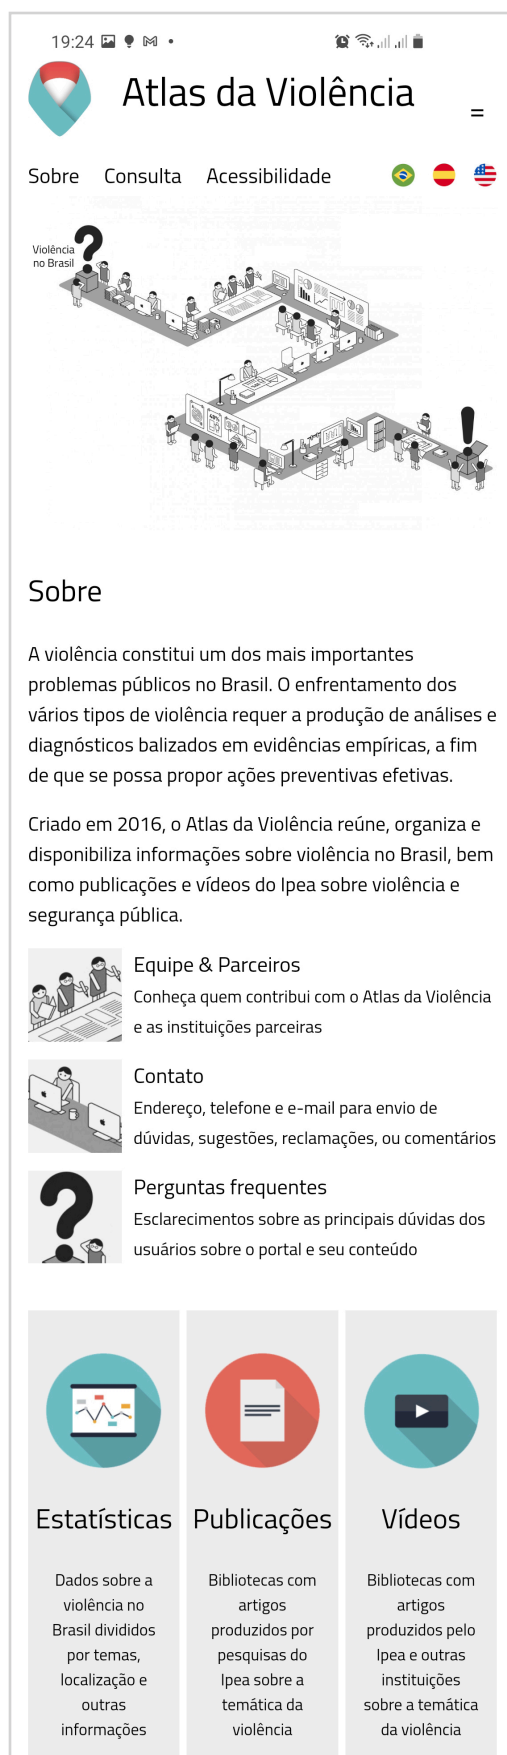 19:24
Atlas da Violência
=
Sobre Consulta Acessibilidade
Violência
no Brasil
?
!
Sobre
A violência constitui um dos mais importantes
problemas públicos no Brasil. O enfrentamento dos
vários tipos de violência requer a produção de análises e
diagnósticos balizados em evidências empíricas, a fim
de que se possa propor ações preventivas efetivas.
Criado em 2016, o Atlas da Violência reúne, organiza e
disponibiliza informações sobre violência no Brasil, bem
como publicações e vídeos do Ipea sobre violência e
segurança pública.
Equipe & Parceiros
Conheça quem contribui com o Atlas da Violência
e as instituições parceiras
Contato
Endereço, telefone e e-mail para envio de
dúvidas, sugestões, reclamações, ou comentários
?
Perguntas frequentes
Esclarecimentos sobre as principais dúvidas dos
usuários sobre o portal e seu conteúdo
Estatísticas
Dados sobre a
violência no
Brasil divididos
por temas,
localização e
outras
informações
Publicações
Bibliotecas com
artigos
produzidos por
pesquisas do
Ipea sobre a
temática da
violência
Vídeos
Bibliotecas com
artigos
produzidos pelo
Ipea e outras
instituições
sobre a temática
da violência